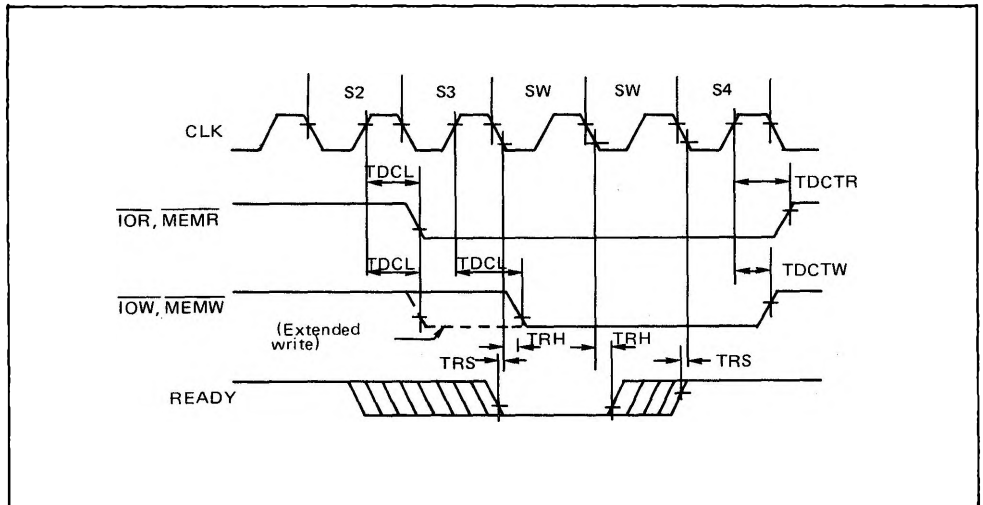 S2 S3 SW SW S4
CLK
TDCL TDCTR
IOR, MEMR
TDCL TDCL TDCTW
IOW, MEMW
(Extended
write)
TRH TRH
TRS TRS
READY